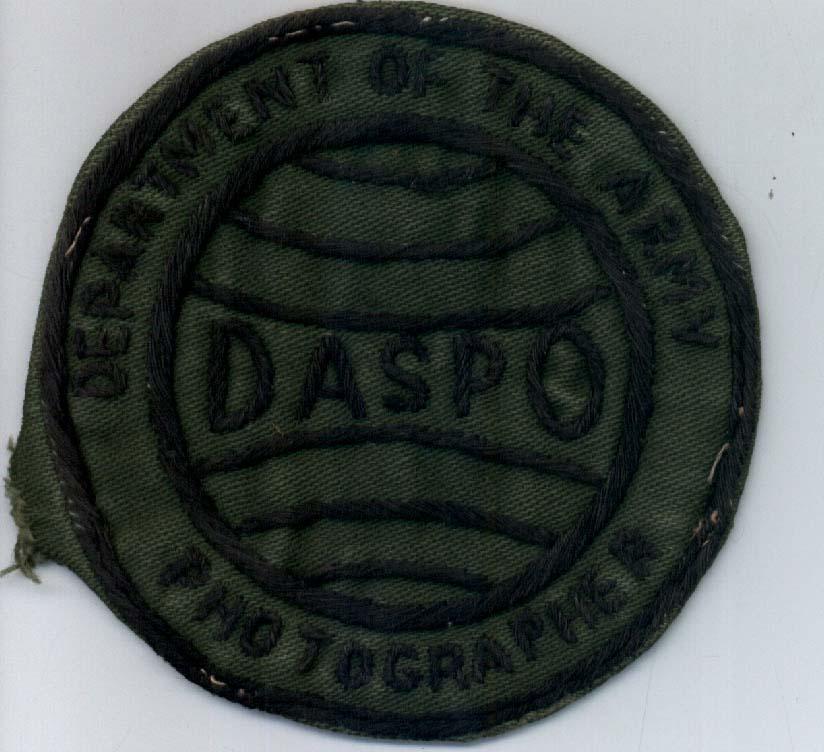 DEPARTMENT OF THE ARMY
DASPO
PHOTOGRAPHER